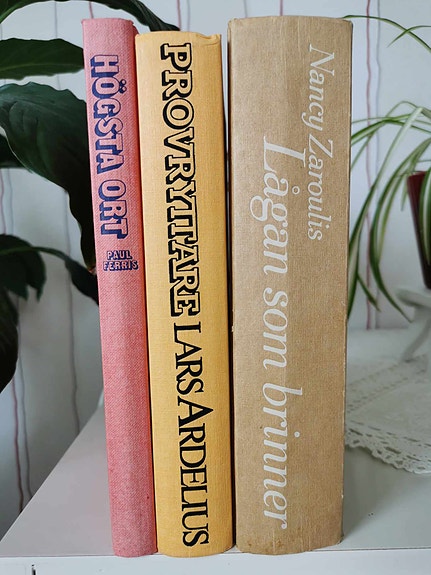 HÖGSTA ORT
PAUL
FERRIS
PROVRYTTARE LARS ARDELIUS
Nancy Zaroulis
Lågan som brinner